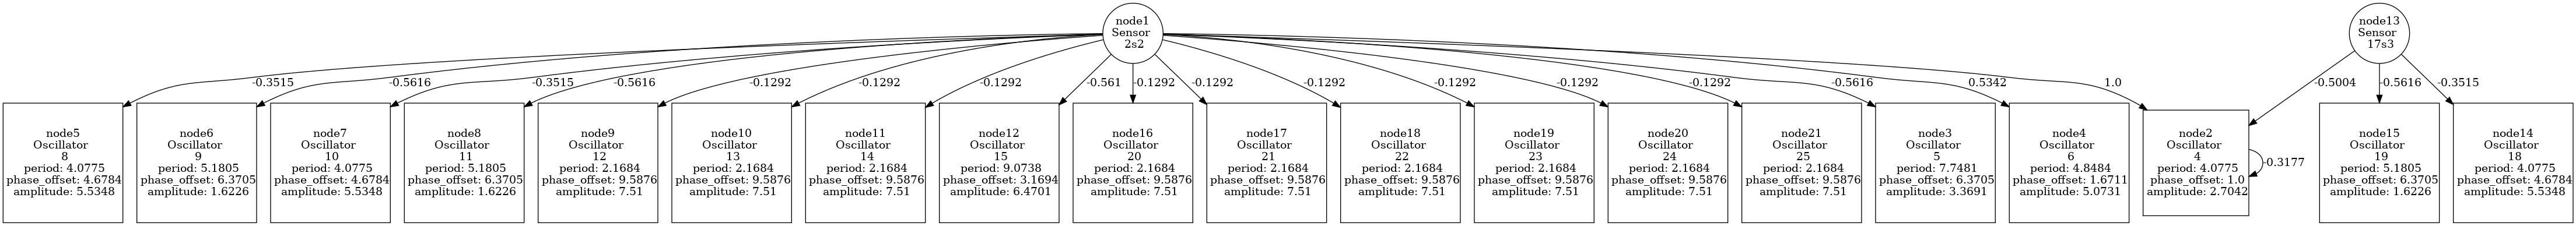 node1
Sensor
2s2
node13
Sensor
17s3
-0.3515
-0.5616
-0.3515
-0.5616
-0.1292
-0.1292
-0.1292
-0.561
-0.1292
-0.1292
-0.1292
-0.1292
-0.1292
-0.1292
-0.5616
0.5342
1.0
-0.5004
-0.5616
-0.3515
node5
Oscillator
8
period: 4.0775
phase_offset: 4.6784
amplitude: 5.5348
node6
Oscillator
9
period: 5.1805
phase_offset: 6.3705
amplitude: 1.6226
node7
Oscillator
10
period: 4.0775
phase_offset: 4.6784
amplitude: 5.5348
node8
Oscillator
11
period: 5.1805
phase_offset: 6.3705
amplitude: 1.6226
node9
Oscillator
12
period: 2.1684
phase_offset: 9.5876
amplitude: 7.51
node10
Oscillator
13
period: 2.1684
phase_offset: 9.5876
amplitude: 7.51
node11
Oscillator
14
period: 2.1684
phase_offset: 9.5876
amplitude: 7.51
node12
Oscillator
15
period: 9.0738
phase_offset: 3.1694
amplitude: 6.4701
node16
Oscillator
20
period: 2.1684
phase_offset: 9.5876
amplitude: 7.51
node17
Oscillator
21
period: 2.1684
phase_offset: 9.5876
amplitude: 7.51
node18
Oscillator
22
period: 2.1684
phase_offset: 9.5876
amplitude: 7.51
node19
Oscillator
23
period: 2.1684
phase_offset: 9.5876
amplitude: 7.51
node20
Oscillator
24
period: 2.1684
phase_offset: 9.5876
amplitude: 7.51
node21
Oscillator
25
period: 2.1684
phase_offset: 9.5876
amplitude: 7.51
node3
Oscillator
5
period: 7.7481
phase_offset: 6.3705
amplitude: 3.3691
node4
Oscillator
6
period: 4.8484
phase_offset: 1.6711
amplitude: 5.0731
node2
Oscillator
4
period: 4.0775
phase_offset: 1.0
amplitude: 2.7042
-0.3177
node15
Oscillator
19
period: 5.1805
phase_offset: 6.3705
amplitude: 1.6226
node14
Oscillator
18
period: 4.0775
phase_offset: 4.6784
amplitude: 5.5348